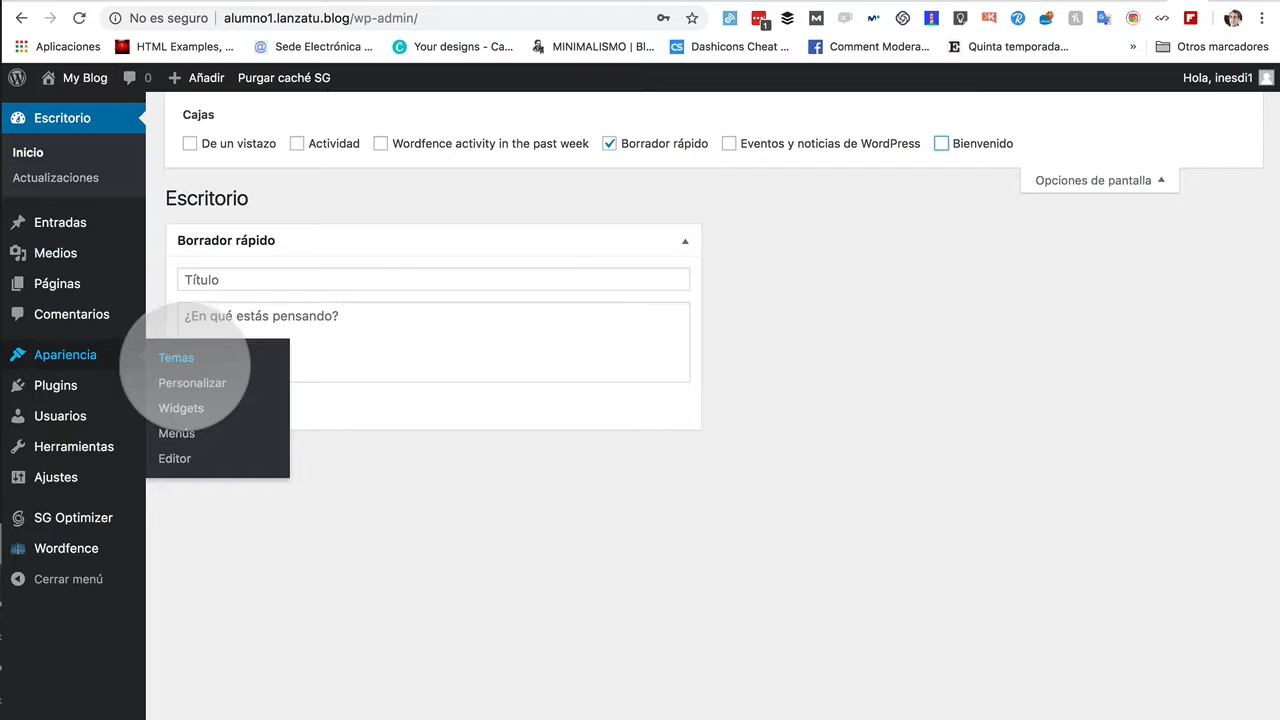 No es seguro alumno1.lanzatu.blog/wp-admin/
1
Aplicaciones HTML Examples, ... Sede Electrónica ... Your designs - Ca... MINIMALISMO | Bl... Dashicons Cheat ... Comment Modera... Quinta temporada... » Otros marcadores
My Blog 0 Añadir Purgar caché SG Hola, inesdi1
Escritorio
Inicio
Actualizaciones
Entradas
Medios
Páginas
Comentarios
Apariencia
Plugins
Usuarios
Herramientas
Ajustes
SG Optimizer
Wordfence
Cerrar menú
Temas
Personalizar
Widgets
Menús
Editor
Cajas
De un vistazo Actividad Wordfence activity in the past week Borrador rápido Eventos y noticias de WordPress Bienvenido
Opciones de pantalla
Escritorio
Borrador rápido
Título
¿En qué estás pensando?